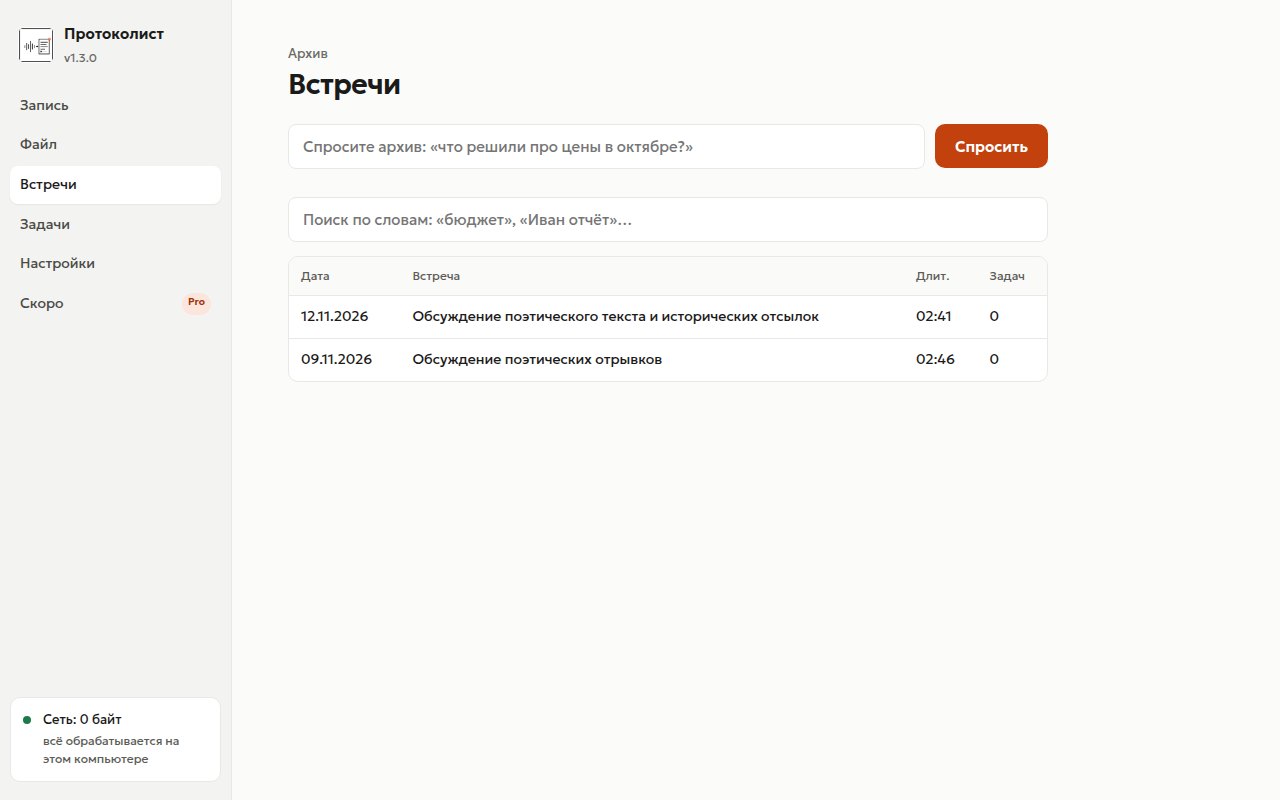 Протоколист
v1.3.0
Запись
Файл
Встречи
Задачи
Настройки
Скоро Pro
Сеть: 0 байт
всё обрабатывается на
этом компьютере
Архив
Встречи
Спросите архив: «что решили про цены в октябре?» Спросить
Поиск по словам: «бюджет», «Иван отчёт»…
Дата Встреча Длит. Задач
12.11.2026 Обсуждение поэтического текста и исторических отсылок 02:41 0
09.11.2026 Обсуждение поэтических отрывков 02:46 0